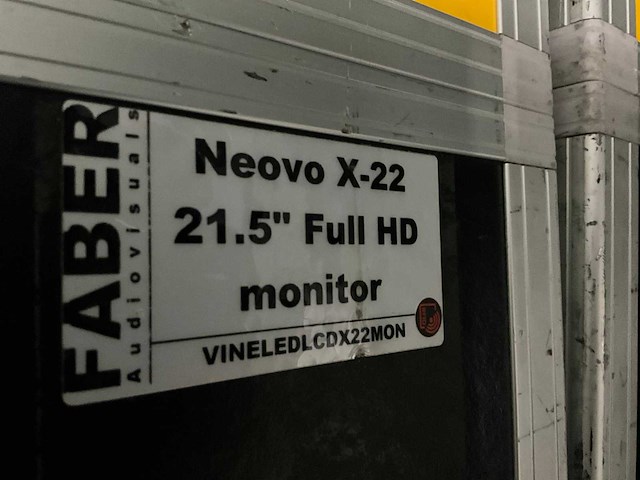 FABER
Audiovisuals
Neovo X-22
21.5" Full HD
monitor
VINELEDLCDX22MON